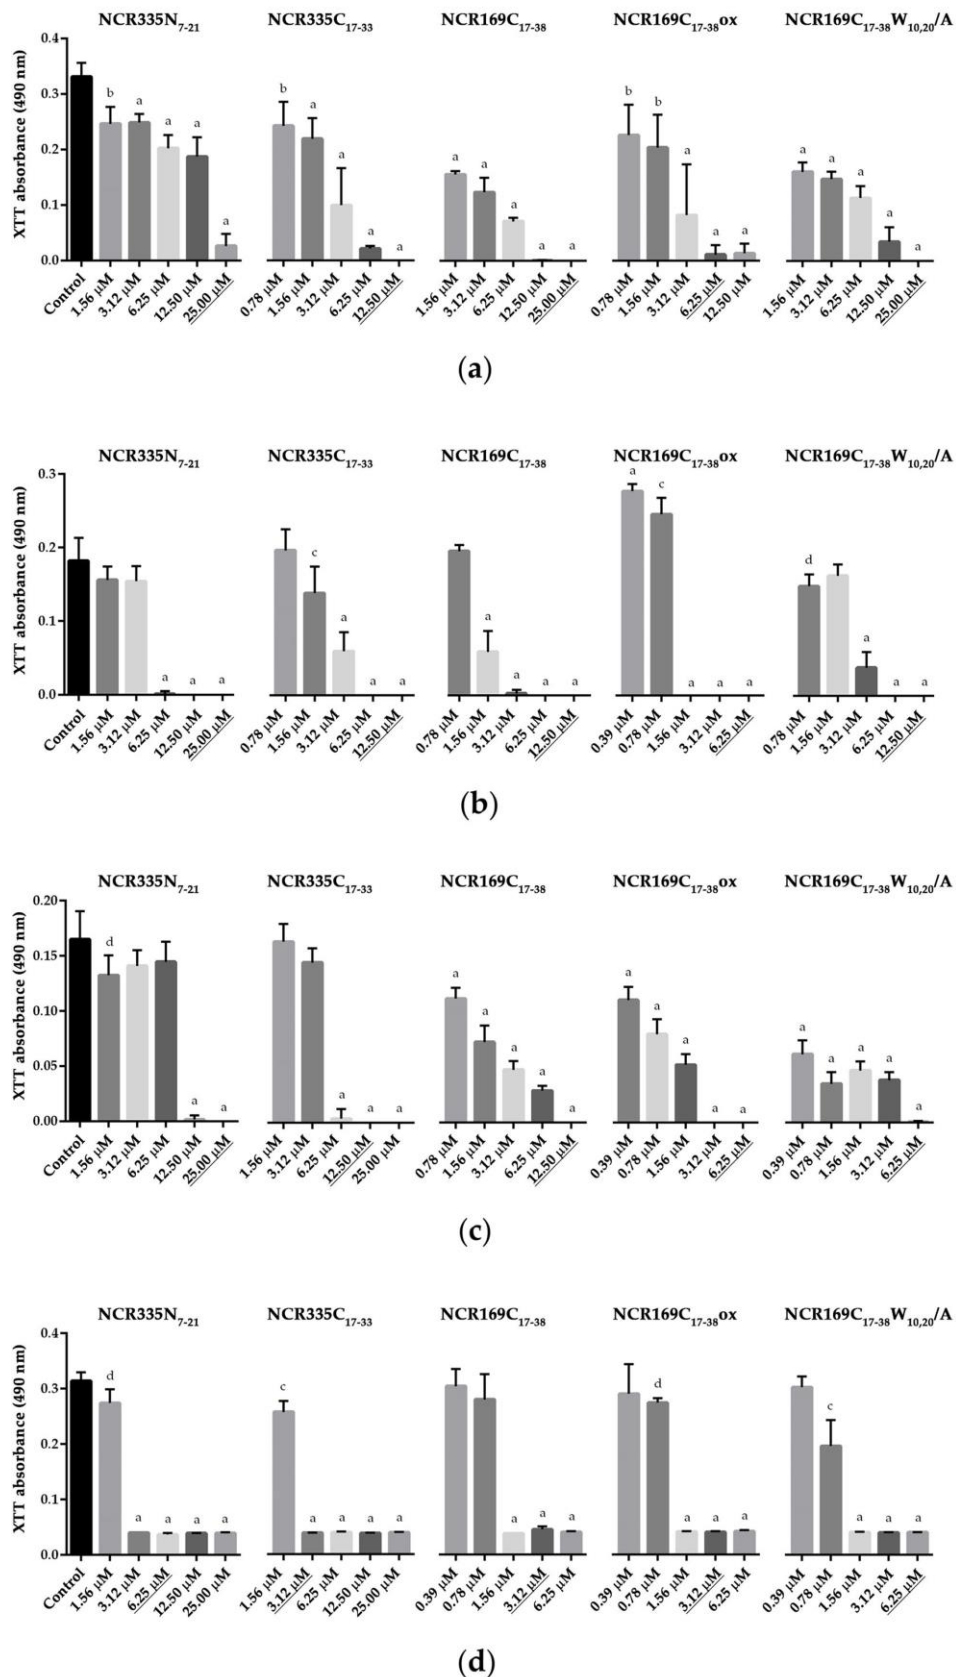 NCR335N7-21 NCR335C17-33 NCR169C17-38 NCR169C17-38ox NCR169C17-38W10,20/A
XTT absorbance (490 nm)
0.4
0.3
0.2
0.1
0.0
b a a a a
b a a a a
a a a a a
b b a a a
a a a a a
Control 1.56 µM 3.12 µM 6.25 µM 12.50 µM 25.00 µM
0.78 µM 1.56 µM 3.12 µM 6.25 µM 12.50 µM
1.56 µM 3.12 µM 6.25 µM 12.50 µM 25.00 µM
0.78 µM 1.56 µM 3.12 µM 6.25 µM 12.50 µM
1.56 µM 3.12 µM 6.25 µM 12.50 µM 25.00 µM
(a)
NCR335N7-21 NCR335C17-33 NCR169C17-38 NCR169C17-38ox NCR169C17-38W10,20/A
XTT absorbance (490 nm)
0.3
0.2
0.1
0.0
a a a
c a a a
a a a a
a c a a a
d a a a
Control 1.56 µM 3.12 µM 6.25 µM 12.50 µM 25.00 µM
0.78 µM 1.56 µM 3.12 µM 6.25 µM 12.50 µM
0.78 µM 1.56 µM 3.12 µM 6.25 µM 12.50 µM
0.39 µM 0.78 µM 1.56 µM 3.12 µM 6.25 µM
0.78 µM 1.56 µM 3.12 µM 6.25 µM 12.50 µM
(b)
NCR335N7-21 NCR335C17-33 NCR169C17-38 NCR169C17-38ox NCR169C17-38W10,20/A
XTT absorbance (490 nm)
0.20
0.15
0.10
0.05
0.00
d a a
a a a
a a a a a
a a a a a
a a a a a
Control 1.56 µM 3.12 µM 6.25 µM 12.50 µM 25.00 µM
1.56 µM 3.12 µM 6.25 µM 12.50 µM 25.00 µM
0.78 µM 1.56 µM 3.12 µM 6.25 µM 12.50 µM
0.39 µM 0.78 µM 1.56 µM 3.12 µM 6.25 µM
0.39 µM 0.78 µM 1.56 µM 3.12 µM 6.25 µM
(c)
NCR335N7-21 NCR335C17-33 NCR169C17-38 NCR169C17-38ox NCR169C17-38W10,20/A
XTT absorbance (490 nm)
0.4
0.3
0.2
0.1
0.0
d a a a a
c a a a a
a a a
d a a a
c a a a
Control 1.56 µM 3.12 µM 6.25 µM 12.50 µM 25.00 µM
1.56 µM 3.12 µM 6.25 µM 12.50 µM 25.00 µM
0.39 µM 0.78 µM 1.56 µM 3.12 µM 6.25 µM
0.39 µM 0.78 µM 1.56 µM 3.12 µM 6.25 µM
0.39 µM 0.78 µM 1.56 µM 3.12 µM 6.25 µM
(d)